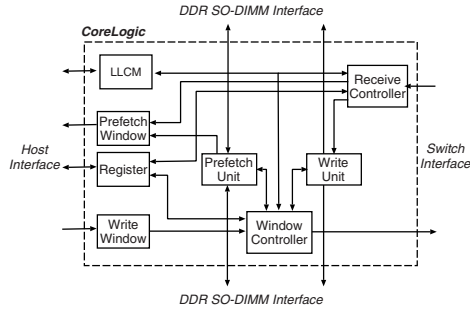 DDR SO-DIMM Interface
CoreLogic
LLCM
Receive
Controller
Prefetch
Window
Host
Interface
Register
Prefetch
Unit
Write
Unit
Switch
Interface
Write
Window
Window
Controller
DDR SO-DIMM Interface